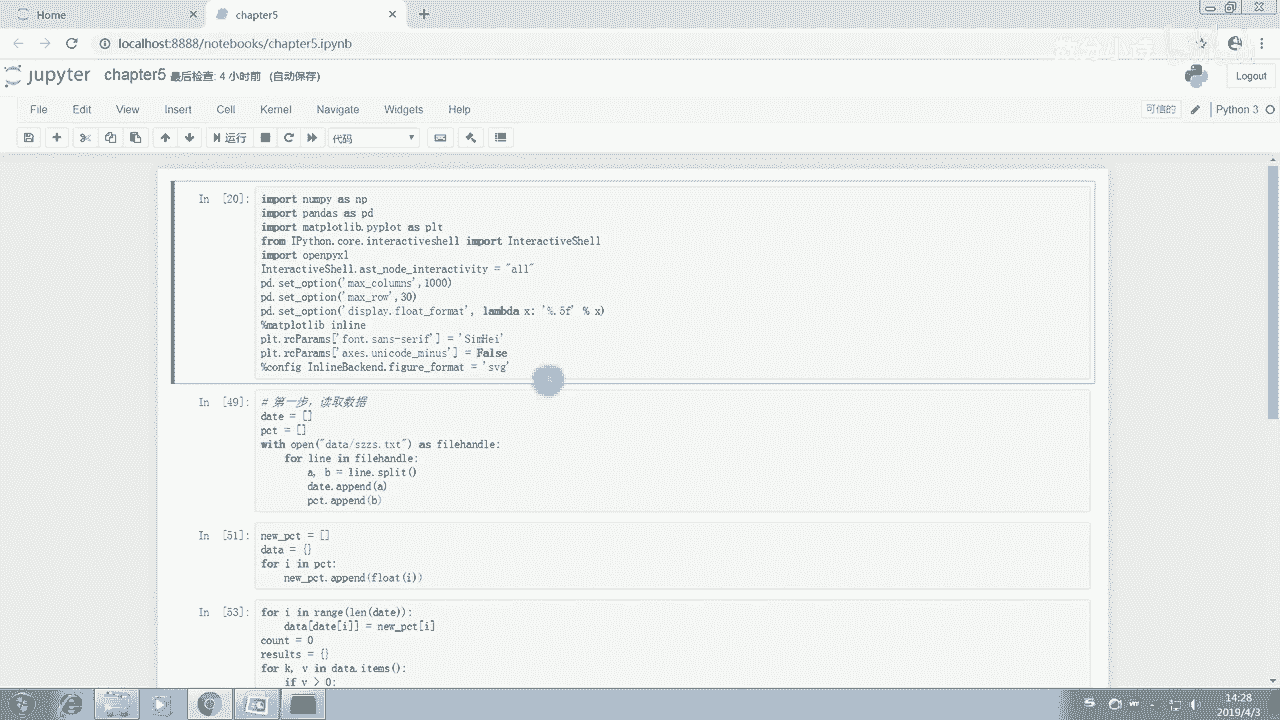 Home
chapter5
localhost:8888/notebooks/chapter5.ipynb
jupyter chapter5 最后检查: 4 小时前 (自动保存)
Logout
File Edit View Insert Cell Kernel Navigate Widgets Help
可信的 Python 3
运行 代码
In [20]:
import numpy as np
import pandas as pd
import matplotlib.pyplot as plt
from IPython.core.interactiveshell import InteractiveShell
import openpyxl
InteractiveShell.ast_node_interactivity = "all"
pd.set_option('max_columns',1000)
pd.set_option('max_row',30)
pd.set_option('display.float_format', lambda x: '%.5f' % x)
%matplotlib inline
plt.rcParams['font.sans-serif'] = 'SimHei'
plt.rcParams['axes.unicode_minus'] = False
%config InlineBackend.figure_format = 'svg'
In [49]:
# 第一步，读取数据
date = []
pct = []
with open("data/szzs.txt") as filehandle:
for line in filehandle:
a, b = line.split()
date.append(a)
pct.append(b)
In [51]:
new_pct = []
data = {}
for i in pct:
new_pct.append(float(i))
In [53]:
for i in range(len(date)):
data[date[i]] = new_pct[i]
count = 0
results = {}
for k, v in data.items():
if v > 0:
14:28
2019/4/3